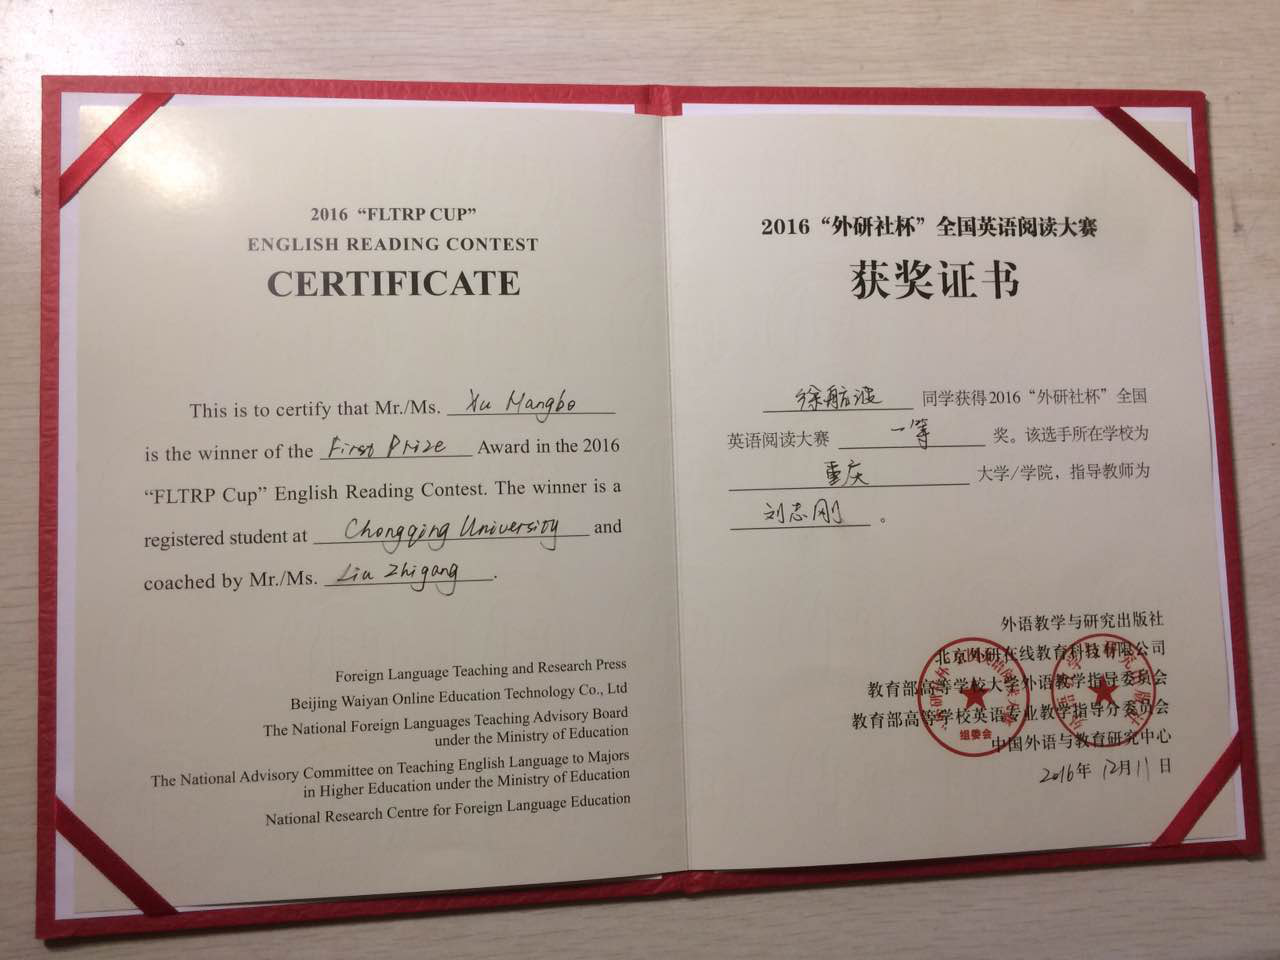 2016 “FLTRP CUP”
ENGLISH READING CONTEST
CERTIFICATE
This is to certify that Mr./Ms. Xu Hangbo
is the winner of the First Prize Award in the 2016
“FLTRP Cup” English Reading Contest. The winner is a
registered student at Chongqing University and
coached by Mr./Ms. Liu Zhigang.
Foreign Language Teaching and Research Press
Beijing Waiyan Online Education Technology Co., Ltd
The National Foreign Languages Teaching Advisory Board
under the Ministry of Education
The National Advisory Committee on Teaching English Language to Majors
in Higher Education under the Ministry of Education
National Research Centre for Foreign Language Education
2016“外研社杯”全国英语阅读大赛
获奖证书
徐航波 同学获得2016“外研社杯”全国
英语阅读大赛 一等 奖。该选手所在学校为
重庆 大学/学院，指导教师为
刘志刚 。
外语教学与研究出版社
北京外研在线教育科技有限公司
教育部高等学校大学外语教学指导委员会
教育部高等学校英语专业教学指导分委员会
中国外语与教育研究中心
2016年12月11日
组委会